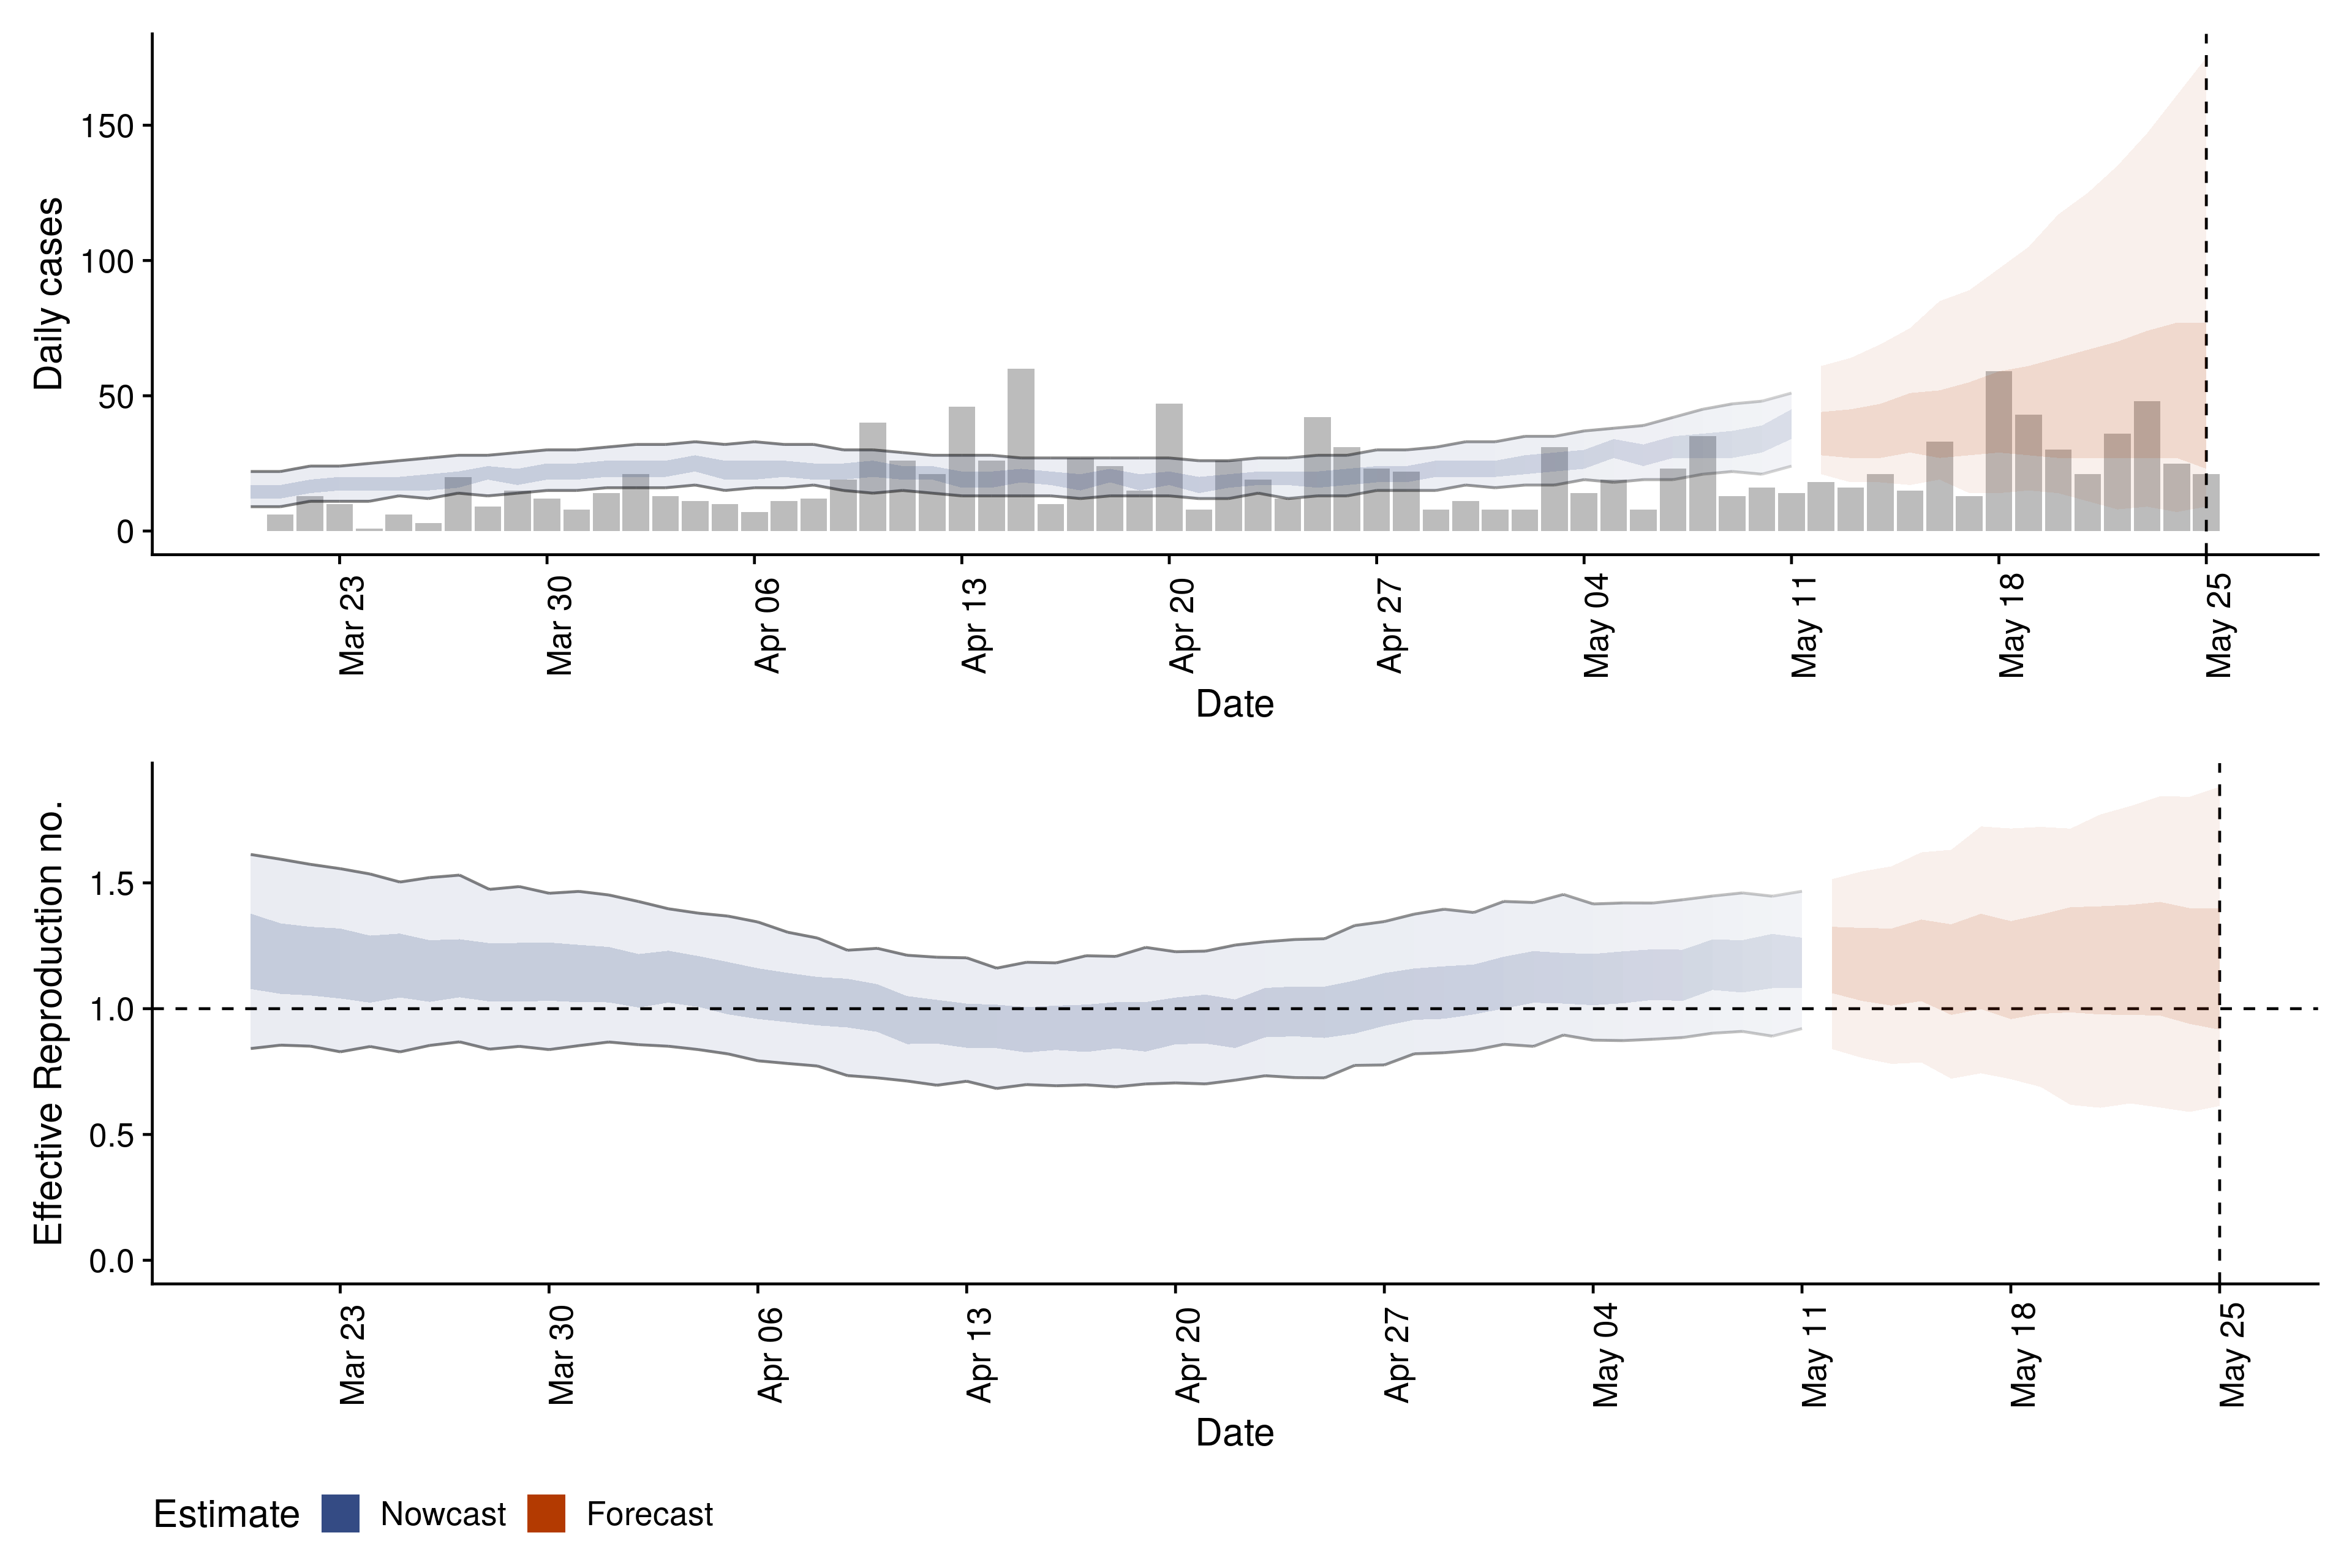 Daily cases
150
100
50
0
Mar 23
Mar 30
Apr 06
Apr 13
Apr 20
Apr 27
May 04
May 11
May 18
May 25
Date
Effective Reproduction no.
1.5
1.0
0.5
0.0
Mar 23
Mar 30
Apr 06
Apr 13
Apr 20
Apr 27
May 04
May 11
May 18
May 25
Date
Estimate Nowcast Forecast